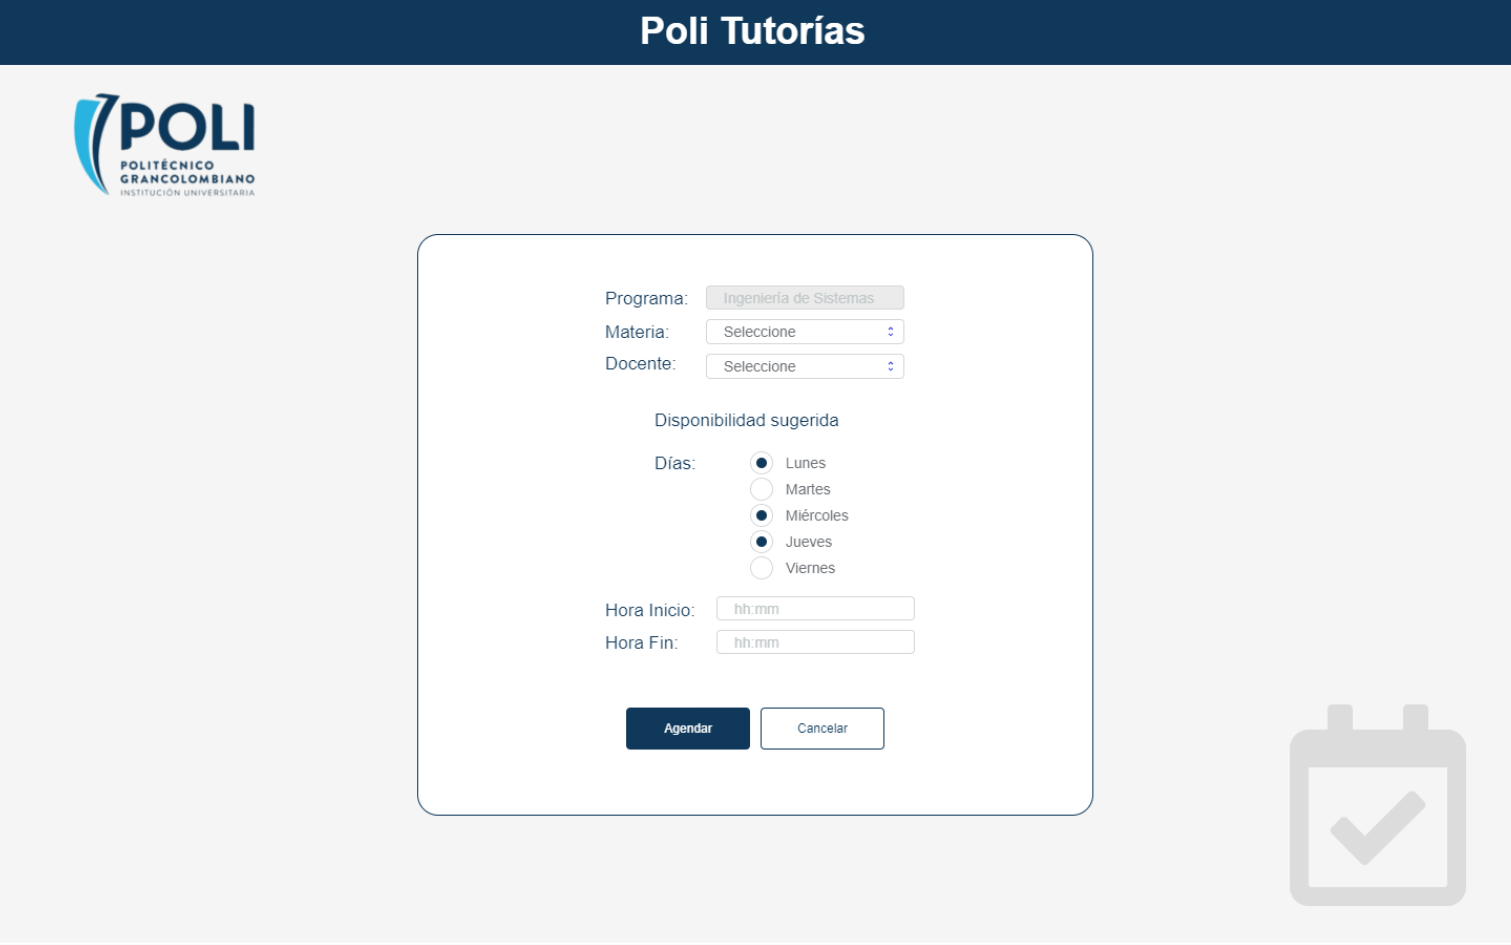 Poli Tutorías
POLI
POLITÉCNICO
GRANCOLOMBIANO
INSTITUCIÓN UNIVERSITARIA
Programa: Ingeniería de Sistemas
Materia: Seleccione
Docente: Seleccione
Disponibilidad sugerida
Días: Lunes
Martes
Miércoles
Jueves
Viernes
Hora Inicio: hh:mm
Hora Fin: hh:mm
Agendar Cancelar